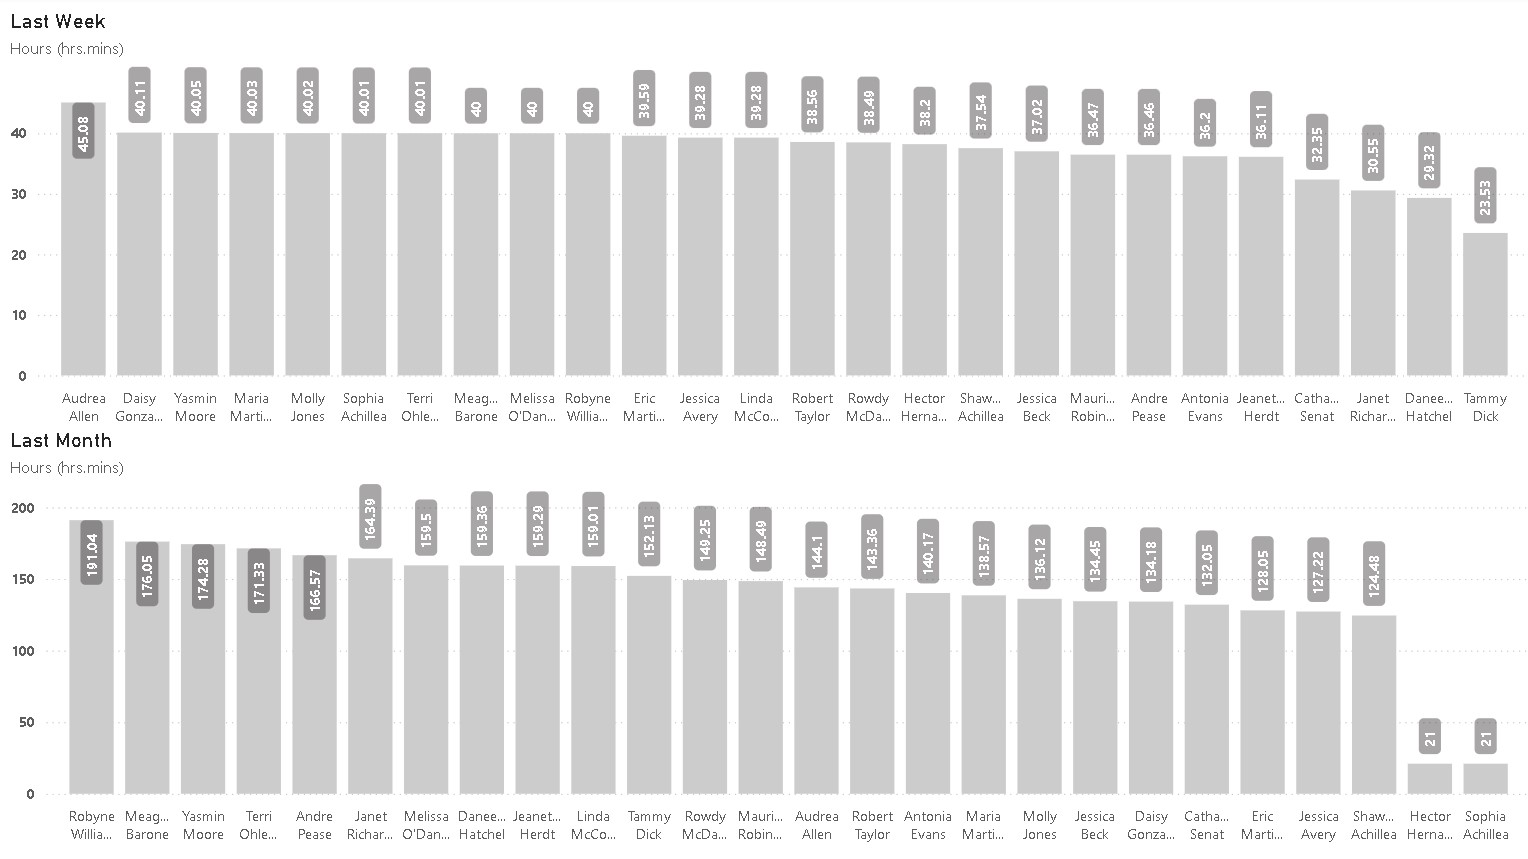 Last Week
Hours (hrs.mins)
45.08 40.11 40.05 40.03 40.02 40.01 40.01 40 40 40 39.59 39.28 39.28 38.56 38.49 38.2 37.54 37.02 36.47 36.46 36.2 36.11 32.35 30.55 29.32 23.53
40
30
20
10
0
Audrea Daisy Yasmin Maria Molly Sophia Terri Meag... Melissa Robyne Eric Jessica Linda Robert Rowdy Hector Shaw... Jessica Mauri... Andre Antonia Jeanet... Catha... Janet Danee... Tammy
Allen Gonza... Moore Marti... Jones Achillea Ohle... Barone O'Dan... Willia... Marti... Avery McCo... Taylor McDa... Herna... Achillea Beck Robin... Pease Evans Herdt Senat Richar... Hatchel Dick
Last Month
Hours (hrs.mins)
191.04 176.05 174.28 171.33 166.57 164.39 159.5 159.36 159.29 159.01 152.13 149.25 148.49 144.1 143.36 140.17 138.57 136.12 134.45 134.18 132.05 128.05 127.22 124.48 21 21
200
150
100
50
0
Robyne Meag... Yasmin Terri Andre Janet Melissa Danee... Jeanet... Linda Tammy Rowdy Mauri... Audrea Robert Antonia Maria Molly Jessica Daisy Catha... Eric Jessica Shaw... Hector Sophia
Willia... Barone Moore Ohle... Pease Richar... O'Dan... Hatchel Herdt McCo... Dick McDa... Robin... Allen Taylor Evans Marti... Jones Beck Gonza... Senat Marti... Avery Achillea Herna... Achillea